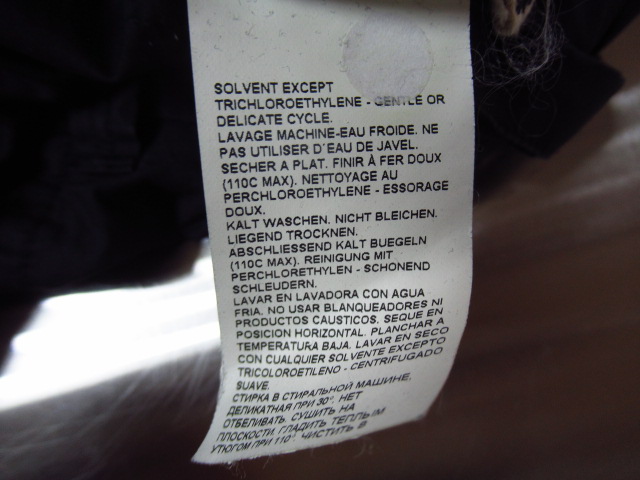 SOLVENT EXCEPT
TRICHLOROETHYLENE - GENTLE OR
DELICATE CYCLE.
LAVAGE MACHINE-EAU FROIDE. NE
PAS UTILISER D'EAU DE JAVEL.
SECHER A PLAT. FINIR À FER DOUX
(110C MAX). NETTOYAGE AU
PERCHLOROETHYLENE - ESSORAGE
DOUX.
KALT WASCHEN. NICHT BLEICHEN.
LIEGEND TROCKNEN.
ABSCHLIESSEND KALT BUEGELN
(110C MAX). REINIGUNG MIT
PERCHLORETHYLEN - SCHONEND
SCHLEUDERN.
LAVAR EN LAVADORA CON AGUA
FRIA. NO USAR BLANQUEADORES NI
PRODUCTOS CAUSTICOS. SEQUE EN
POSICION HORIZONTAL. PLANCHAR A
TEMPERATURA BAJA. LAVAR EN SECO
CON CUALQUIER SOLVENTE EXCEPTO
TRICOLOROETILENO - CENTRIFUGADO
SUAVE.
СТИРКА В СТИРАЛЬНОЙ МАШИНЕ,
ДЕЛИКАТНАЯ ПРИ 30°. НЕТ
ОТБЕЛИВАТЬ. СУШИТЬ НА
ПЛОСКОСТИ. ГЛАДИТЬ ТЕПЛЫМ
УТЮГОМ ПРИ 110°. ЧИСТИТЬ В